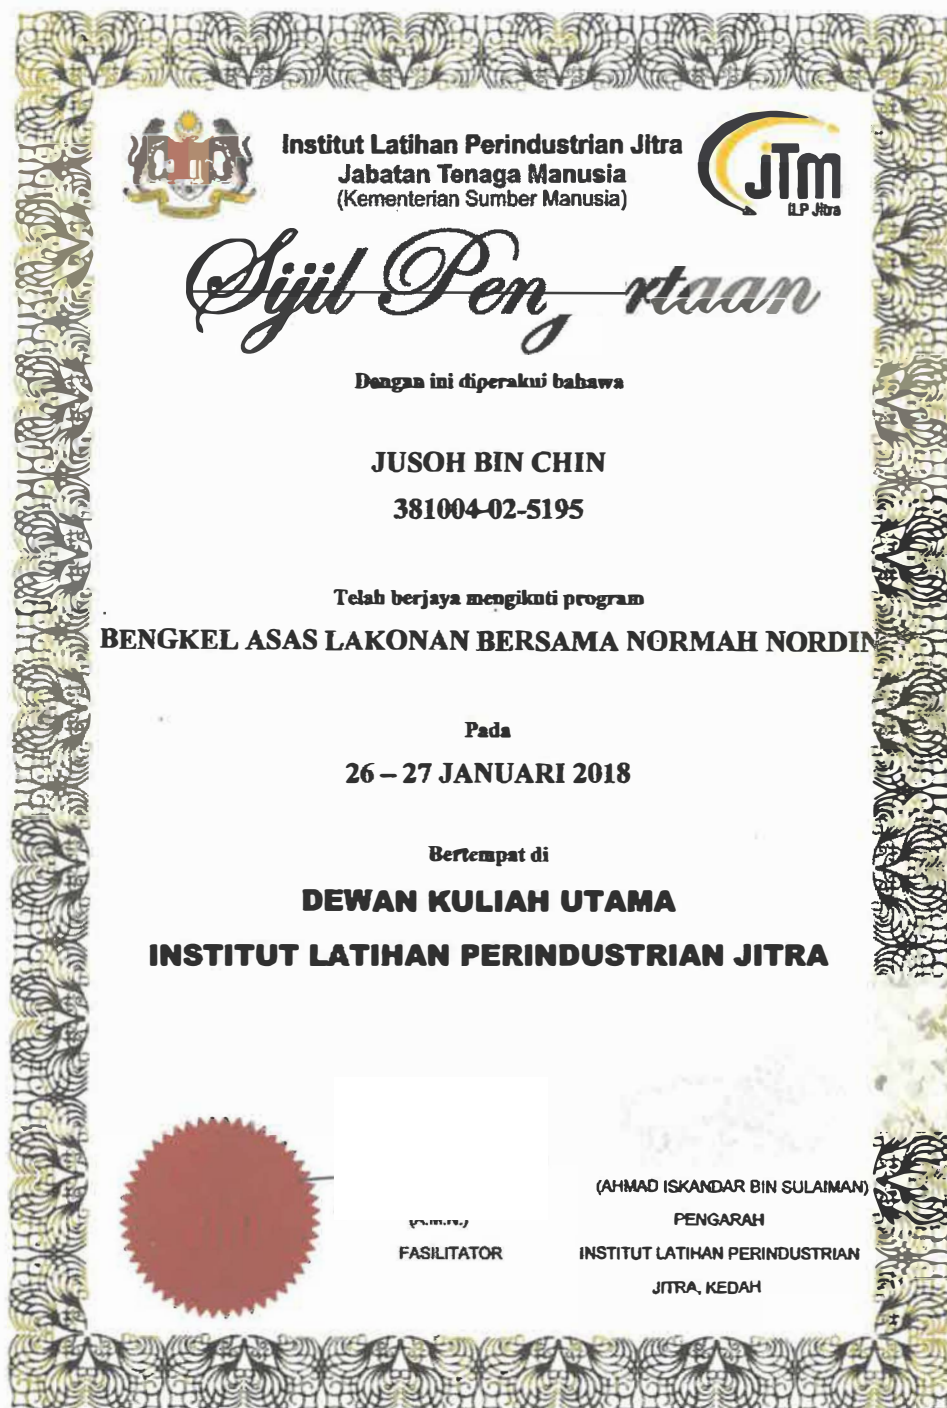 Institut Latihan Perindustrian Jitra
Jabatan Tenaga Manusia
(Kementerian Sumber Manusia)
jTm
ILP Jitra
Sijil Pen rtaan
Dengan ini diperakui bahawa
JUSOH BIN CHIN
381004-02-5195
Telah berjaya mengikuti program
BENGKEL ASAS LAKONAN BERSAMA NORMAH NORDIN
Pada
26 – 27 JANUARI 2018
Bertempat di
DEWAN KULIAH UTAMA
INSTITUT LATIHAN PERINDUSTRIAN JITRA
(A.M.N.)
FASILITATOR
(AHMAD ISKANDAR BIN SULAIMAN)
PENGARAH
INSTITUT LATIHAN PERINDUSTRIAN
JITRA, KEDAH